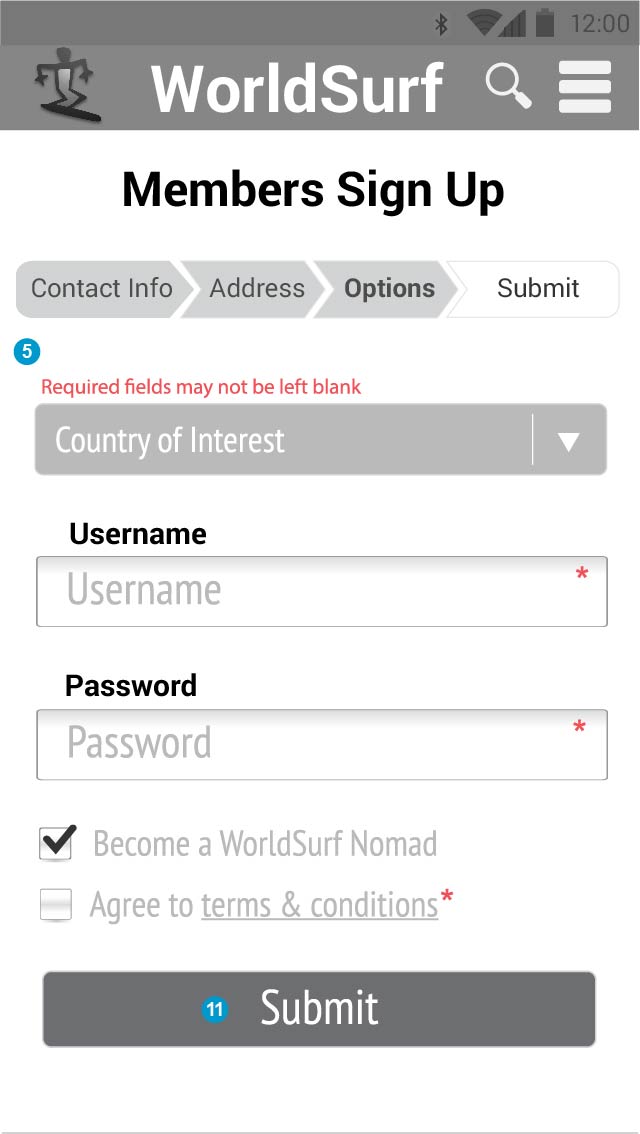 12:00
WorldSurf
Members Sign Up
Contact Info Address Options Submit
5
Required fields may not be left blank
Country of Interest
Username
Username *
Password
Password *
Become a WorldSurf Nomad
Agree to terms & conditions*
11 Submit